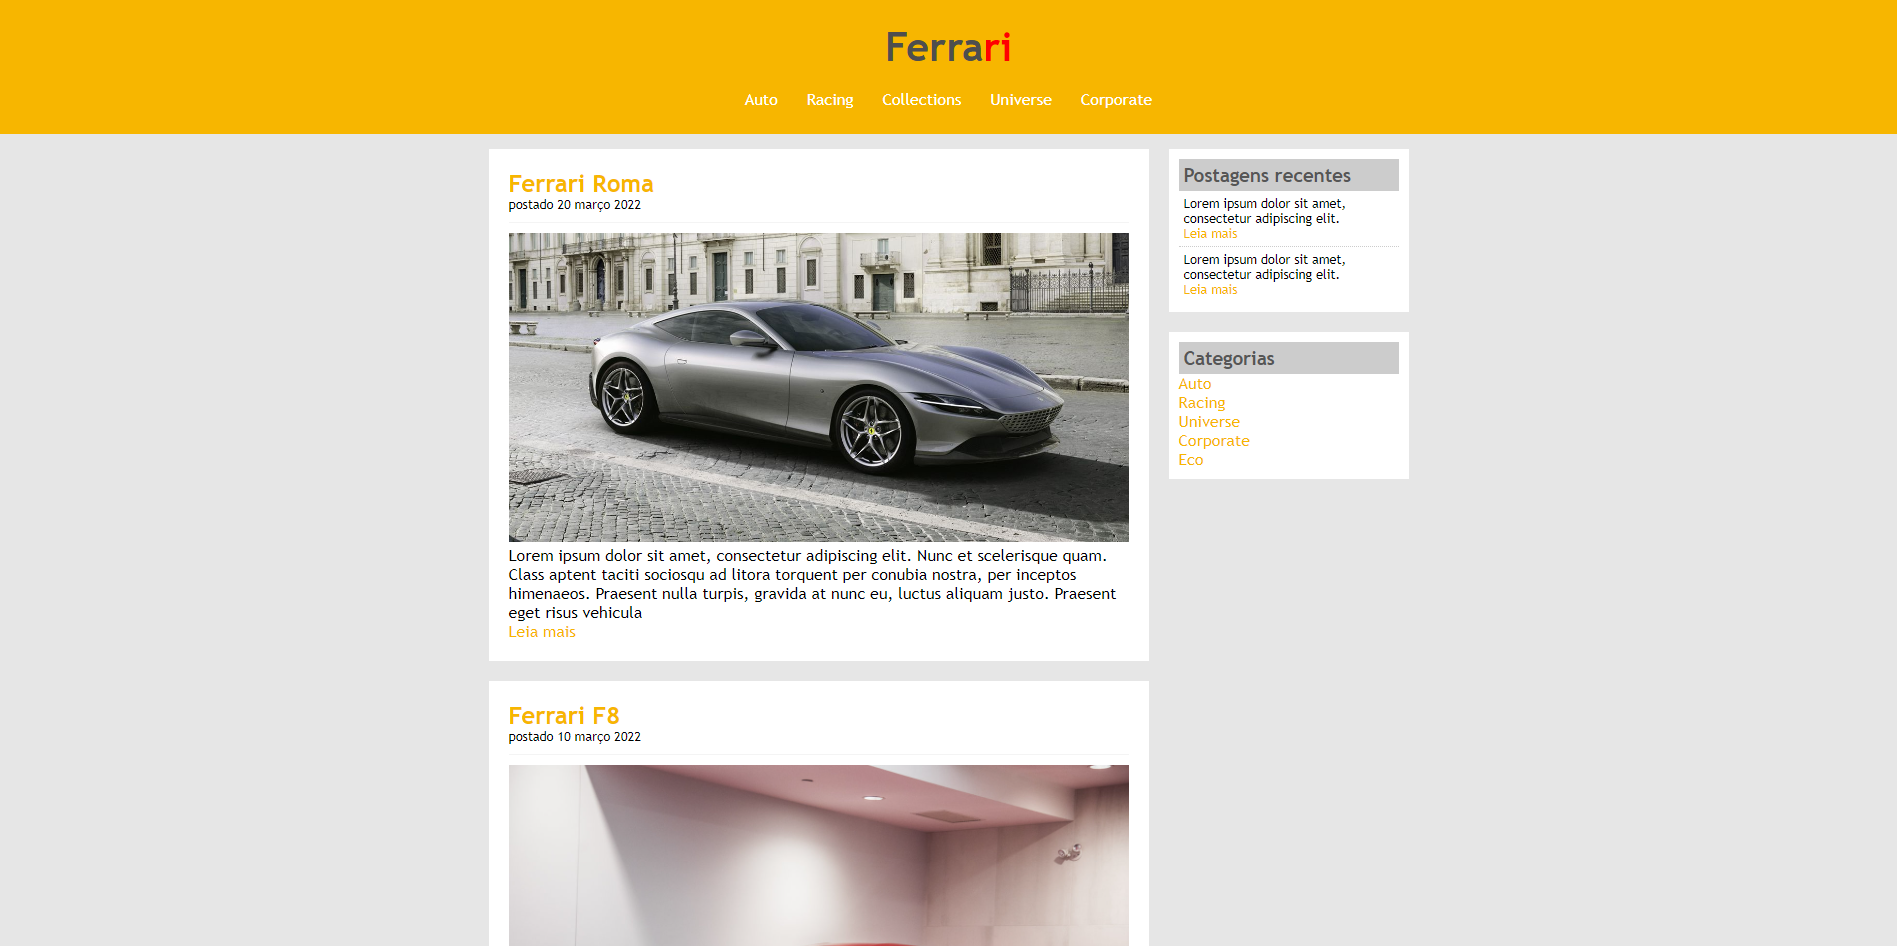 Ferrari
Auto Racing Collections Universe Corporate
Ferrari Roma
postado 20 março 2022
Lorem ipsum dolor sit amet, consectetur adipiscing elit. Nunc et scelerisque quam.
Class aptent taciti sociosqu ad litora torquent per conubia nostra, per inceptos
himenaeos. Praesent nulla turpis, gravida at nunc eu, luctus aliquam justo. Praesent
eget risus vehicula
Leia mais
Ferrari F8
postado 10 março 2022
Postagens recentes
Lorem ipsum dolor sit amet,
consectetur adipiscing elit.
Leia mais
Lorem ipsum dolor sit amet,
consectetur adipiscing elit.
Leia mais
Categorias
Auto
Racing
Universe
Corporate
Eco